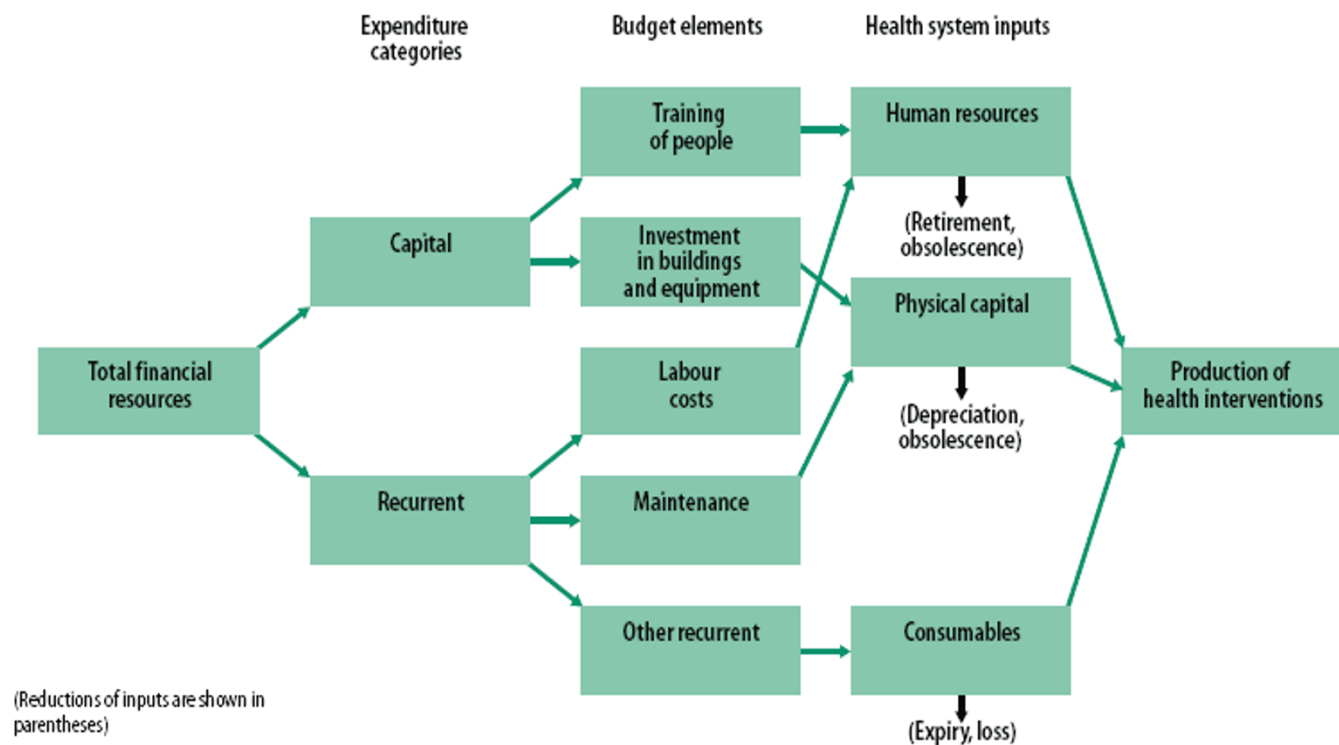 Expenditure
categories
Budget elements
Health system inputs
Training
of people
Human resources
(Retirement,
obsolescence)
Capital
Investment
in buildings
and equipment
Physical capital
(Depreciation,
obsolescence)
Total financial
resources
Labour
costs
Production of
health interventions
Recurrent
Maintenance
Other recurrent
Consumables
(Expiry, loss)
(Reductions of inputs are shown in
parentheses)